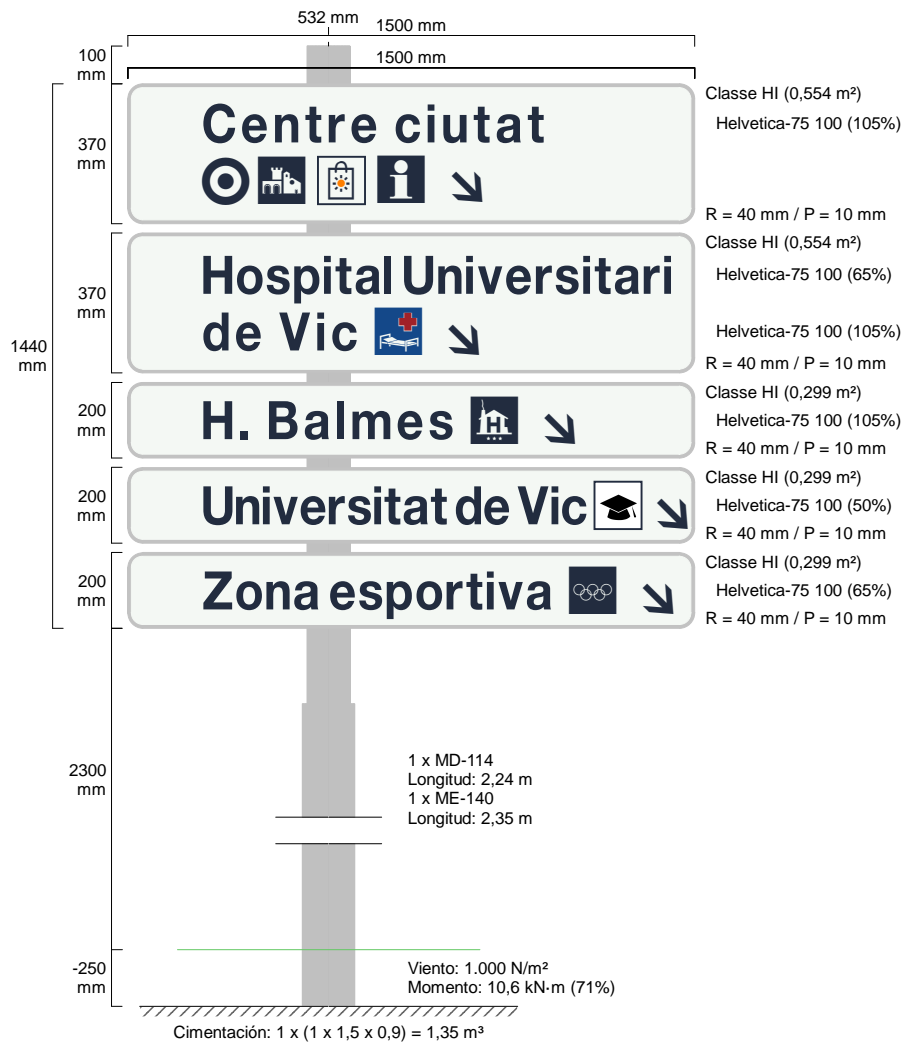 532 mm
1500 mm
100
mm
1500 mm
Classe HI (0,554 m²)
Centre ciutat
Helvetica-75 100 (105%)
370
mm
i
R = 40 mm / P = 10 mm
Classe HI (0,554 m²)
Hospital Universitari
Helvetica-75 100 (65%)
370
mm
de Vic
Helvetica-75 100 (105%)
R = 40 mm / P = 10 mm
1440
mm
Classe HI (0,299 m²)
200
mm
H. Balmes
H
Helvetica-75 100 (105%)
R = 40 mm / P = 10 mm
Classe HI (0,299 m²)
200
mm
Universitat de Vic
Helvetica-75 100 (50%)
R = 40 mm / P = 10 mm
Classe HI (0,299 m²)
200
mm
Zona esportiva
Helvetica-75 100 (65%)
R = 40 mm / P = 10 mm
2300
mm
1 x MD-114
Longitud: 2,24 m
1 x ME-140
Longitud: 2,35 m
-250
mm
Viento: 1.000 N/m²
Momento: 10,6 kN·m (71%)
Cimentación: 1 x (1 x 1,5 x 0,9) = 1,35 m³